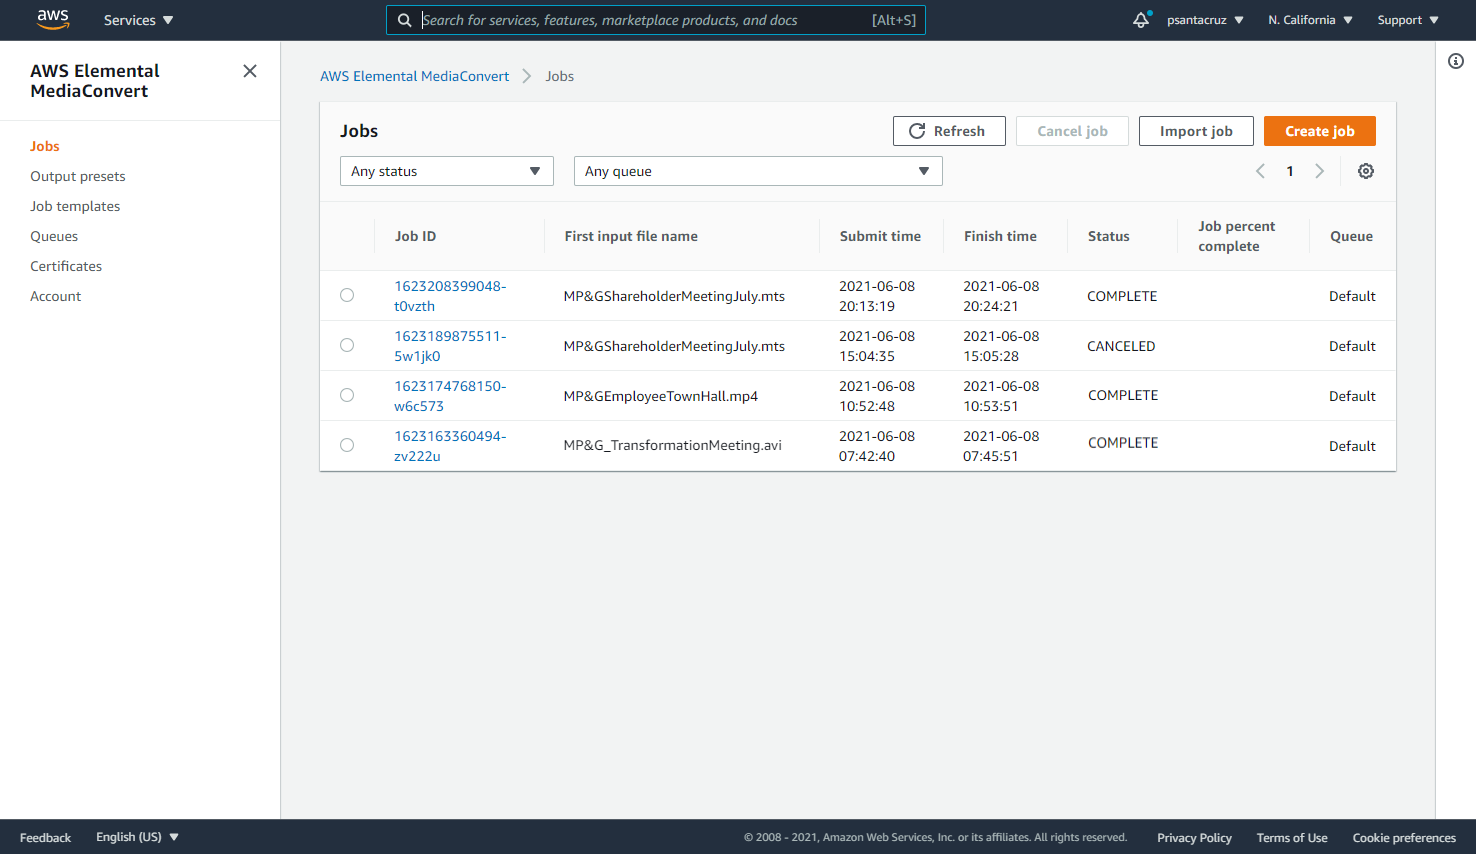 aws
Services
Search for services, features, marketplace products, and docs
[Alt+S]
psantacruz
N. California
Support
AWS Elemental
MediaConvert
Jobs
Output presets
Job templates
Queues
Certificates
Account
AWS Elemental MediaConvert
Jobs
Jobs
Refresh
Cancel job
Import job
Create job
Any status
Any queue
1
Job ID
First input file name
Submit time
Finish time
Status
Job percent
complete
Queue
1623208399048-
t0vzth
MP&GShareholderMeetingJuly.mts
2021-06-08
20:13:19
2021-06-08
20:24:21
COMPLETE
Default
1623189875511-
5w1jk0
MP&GShareholderMeetingJuly.mts
2021-06-08
15:04:35
2021-06-08
15:05:28
CANCELED
Default
1623174768150-
w6c573
MP&GEmployeeTownHall.mp4
2021-06-08
10:52:48
2021-06-08
10:53:51
COMPLETE
Default
1623163360494-
zv222u
MP&G_TransformationMeeting.avi
2021-06-08
07:42:40
2021-06-08
07:45:51
COMPLETE
Default
Feedback
English (US)
© 2008 - 2021, Amazon Web Services, Inc. or its affiliates. All rights reserved.
Privacy Policy
Terms of Use
Cookie preferences